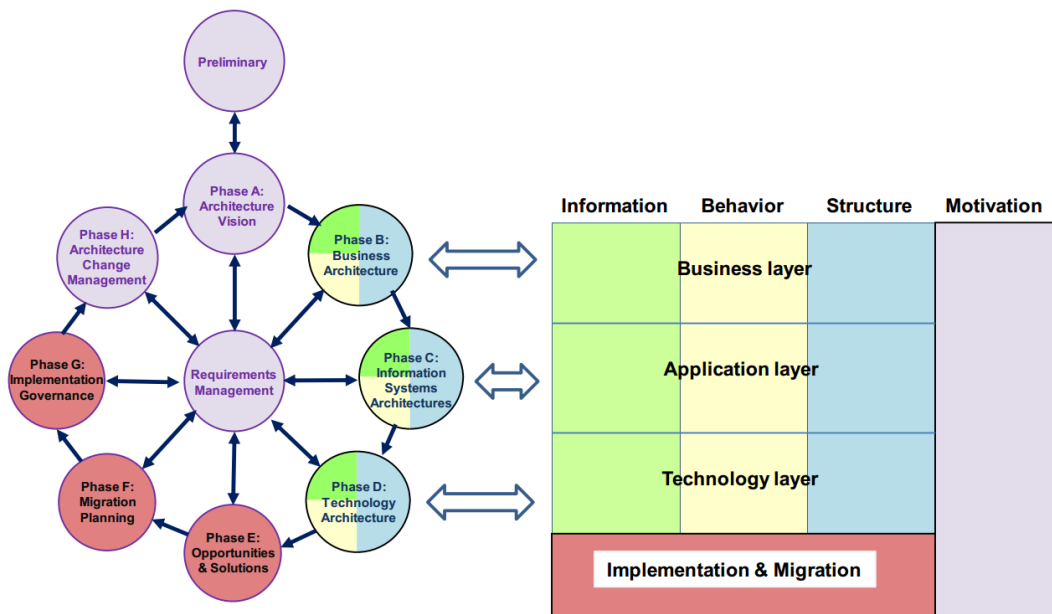 Preliminary
Phase A:
Architecture
Vision
Phase H:
Architecture
Change
Management
Phase B:
Business
Architecture
Requirements
Management
Phase G:
Implementation
Governance
Phase C:
Information
Systems
Architectures
Phase F:
Migration
Planning
Phase D:
Technology
Architecture
Phase E:
Opportunities
& Solutions
Information Behavior Structure Motivation
Business layer
Application layer
Technology layer
Implementation & Migration